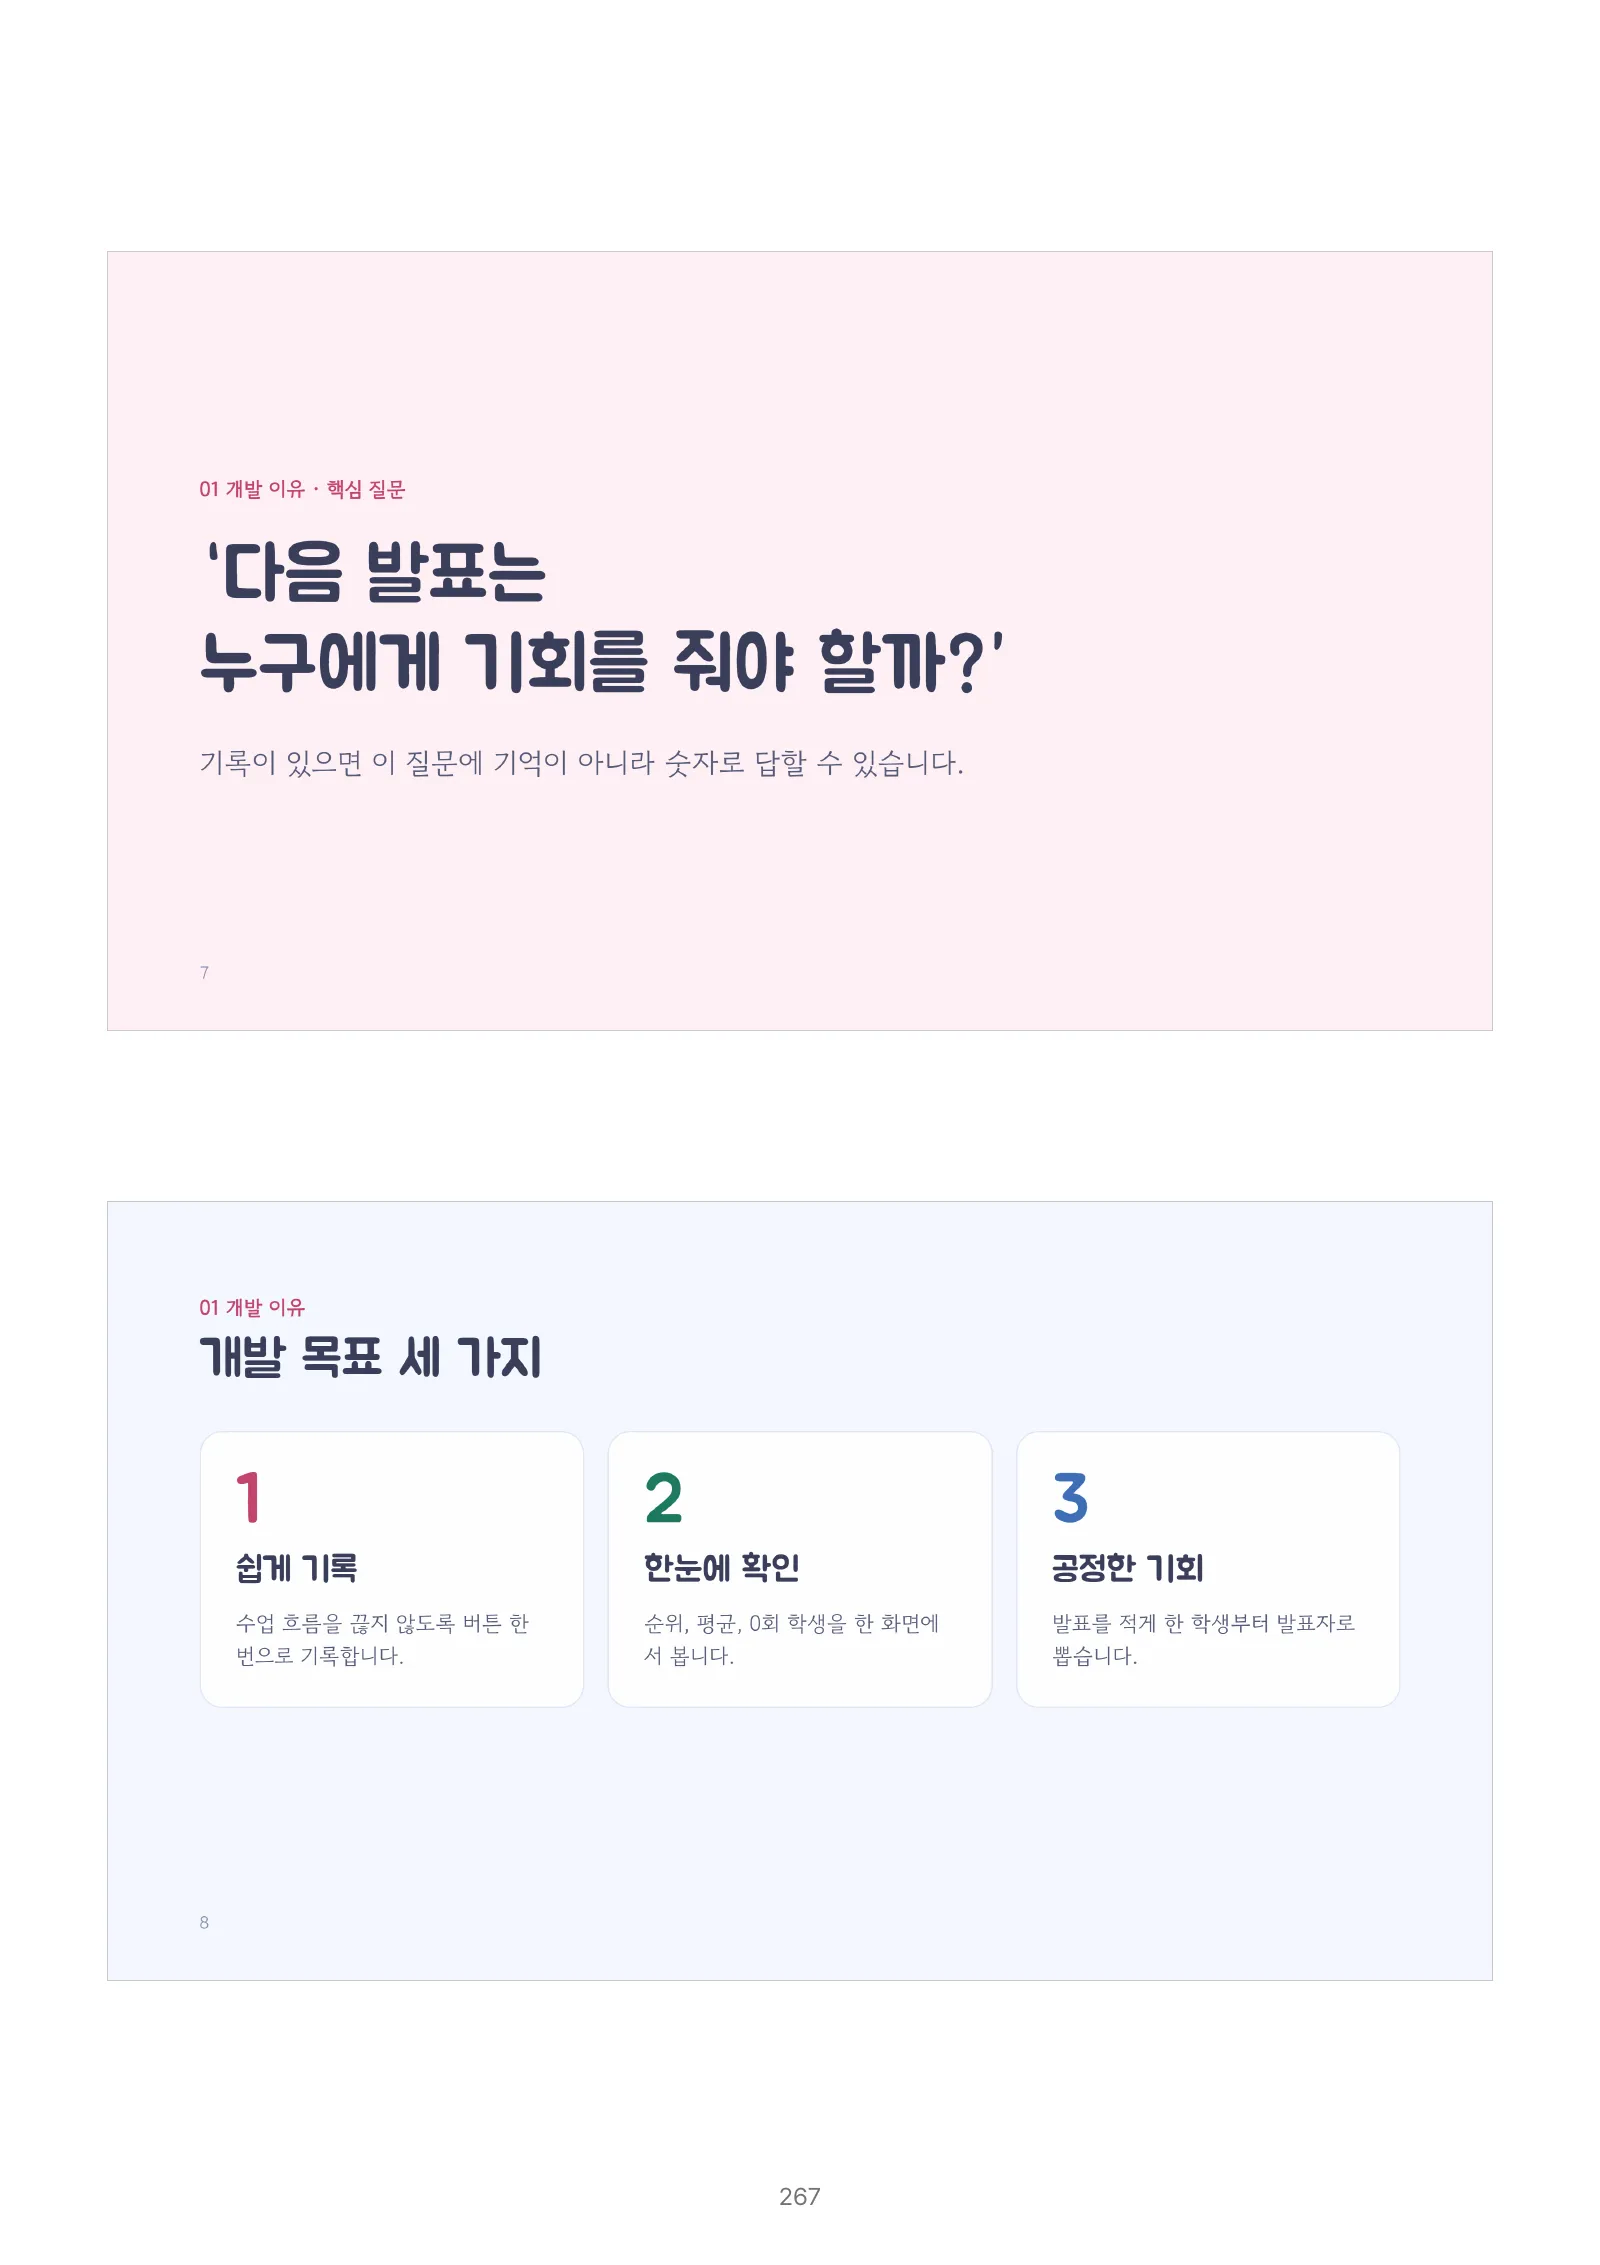 01 개발 이유 · 핵심 질문
‘다음 발표는
누구에게 기회를 줘야 할까?’
기록이 있으면 이 질문에 기억이 아니라 숫자로 답할 수 있습니다.
7
01 개발 이유
개발 목표 세 가지
1
쉽게 기록
수업 흐름을 끊지 않도록 버튼 한
번으로 기록합니다.
2
한눈에 확인
순위, 평균, 0회 학생을 한 화면에
서 봅니다.
3
공정한 기회
발표를 적게 한 학생부터 발표자로
뽑습니다.
8
267